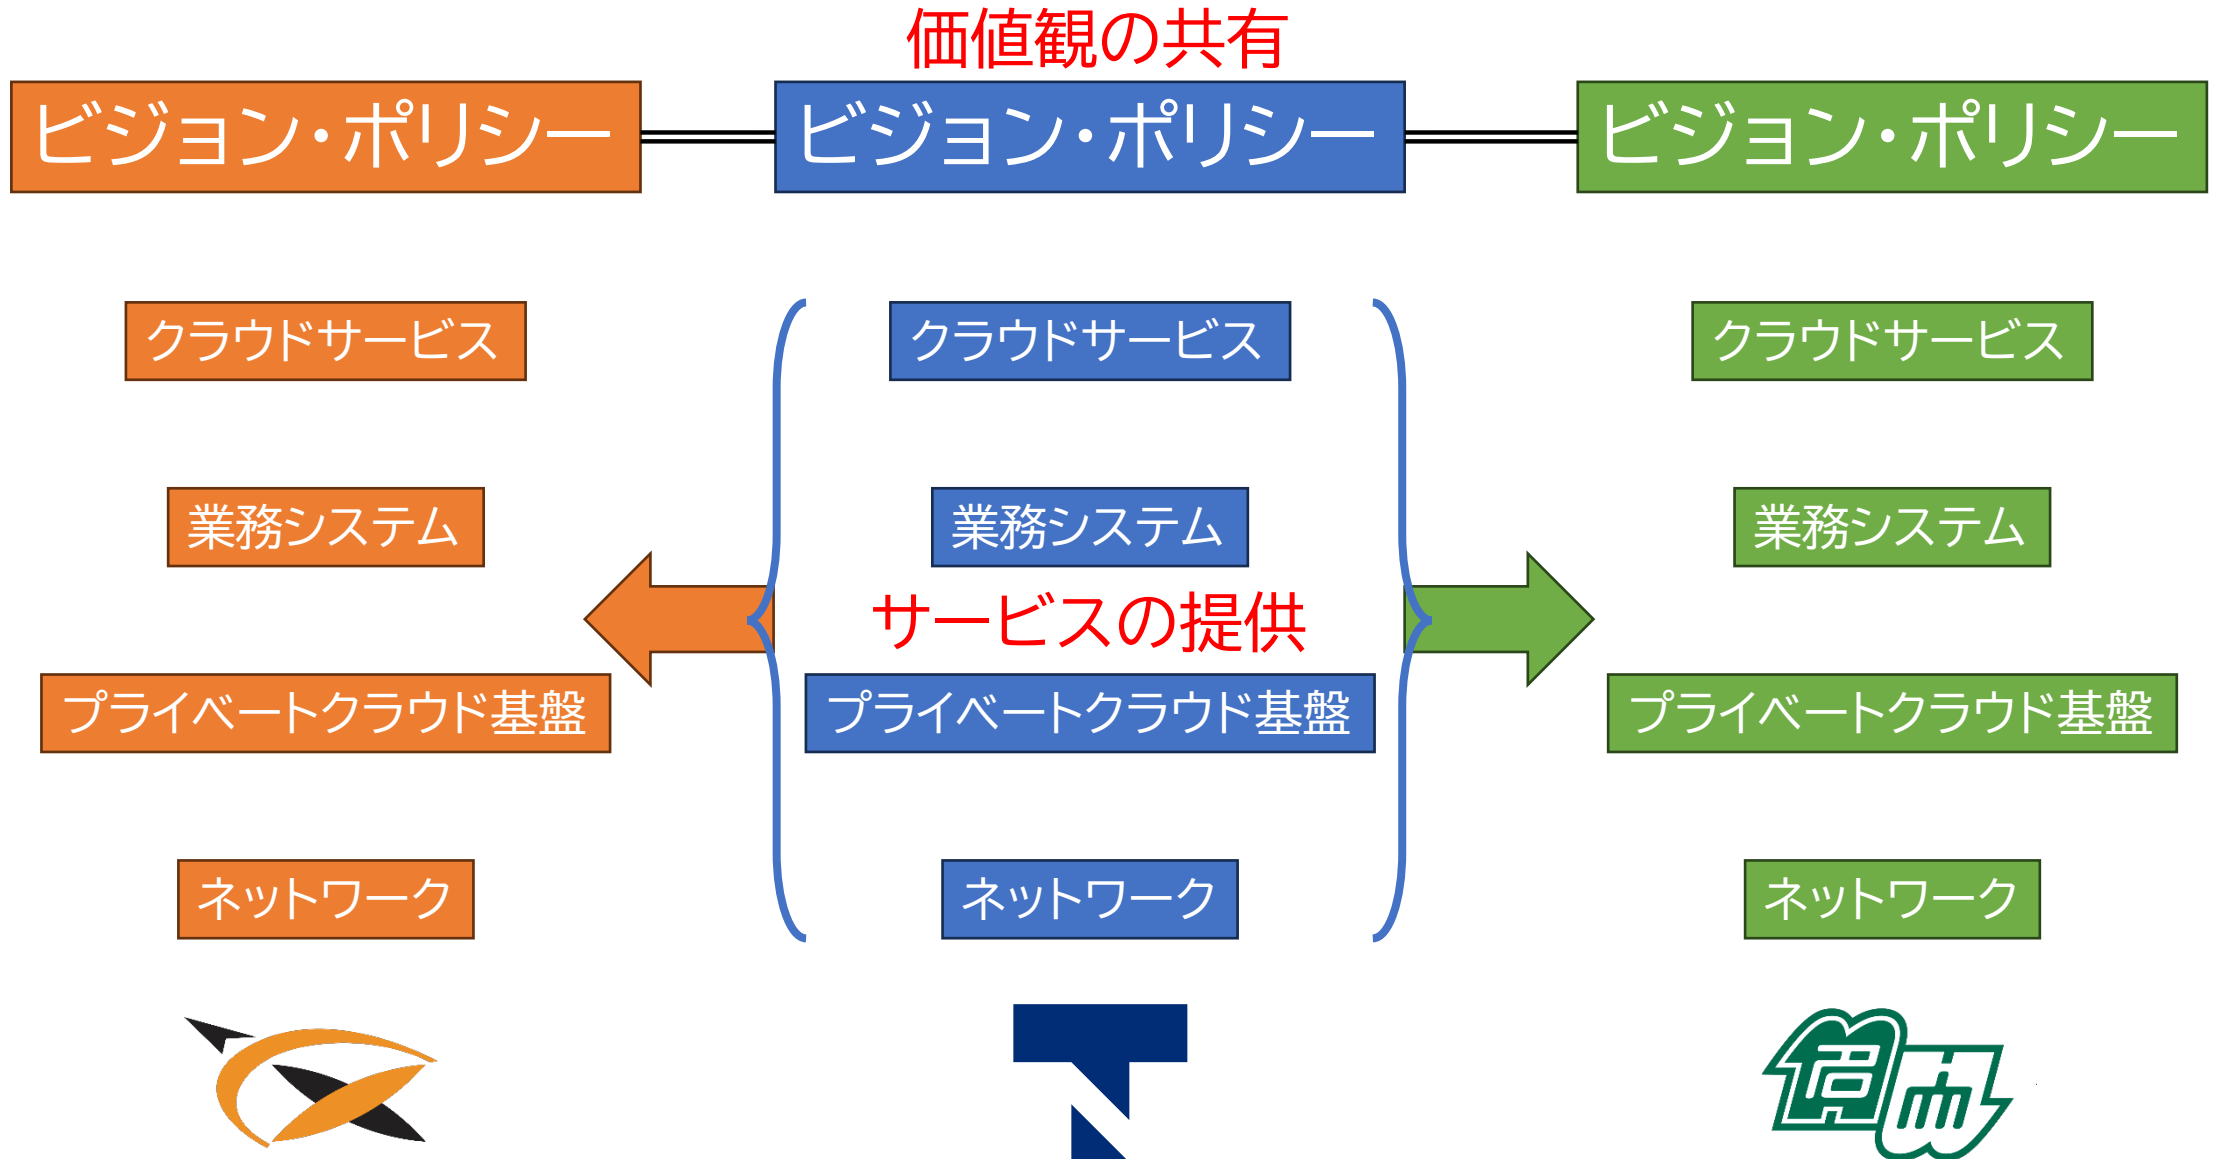 価値観の共有
ビジョン・ポリシー
ビジョン・ポリシー
ビジョン・ポリシー
クラウドサービス
クラウドサービス
クラウドサービス
業務システム
業務システム
業務システム
サービスの提供
プライベートクラウド基盤
プライベートクラウド基盤
プライベートクラウド基盤
ネットワーク
ネットワーク
ネットワーク